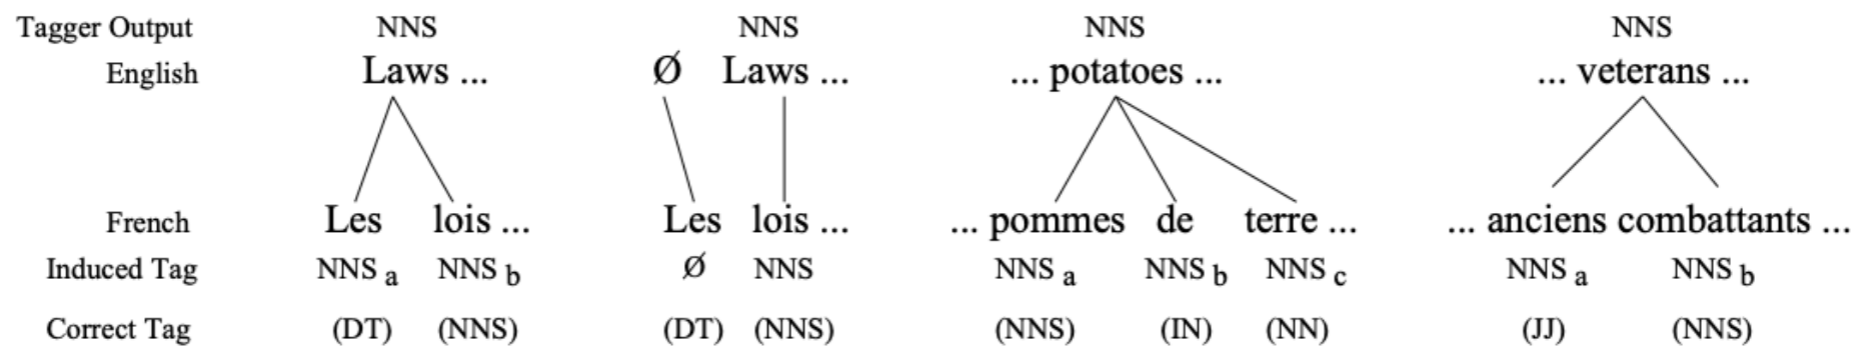 Tagger Output NNS NNS NNS NNS
English Laws ... Ø Laws ... ... potatoes ... ... veterans ...
French Les lois ... Les lois ... ... pommes de terre ... ... anciens combattants ...
Induced Tag NNS a NNS b Ø NNS NNS a NNS b NNS c NNS a NNS b
Correct Tag (DT) (NNS) (DT) (NNS) (NNS) (IN) (NN) (JJ) (NNS)